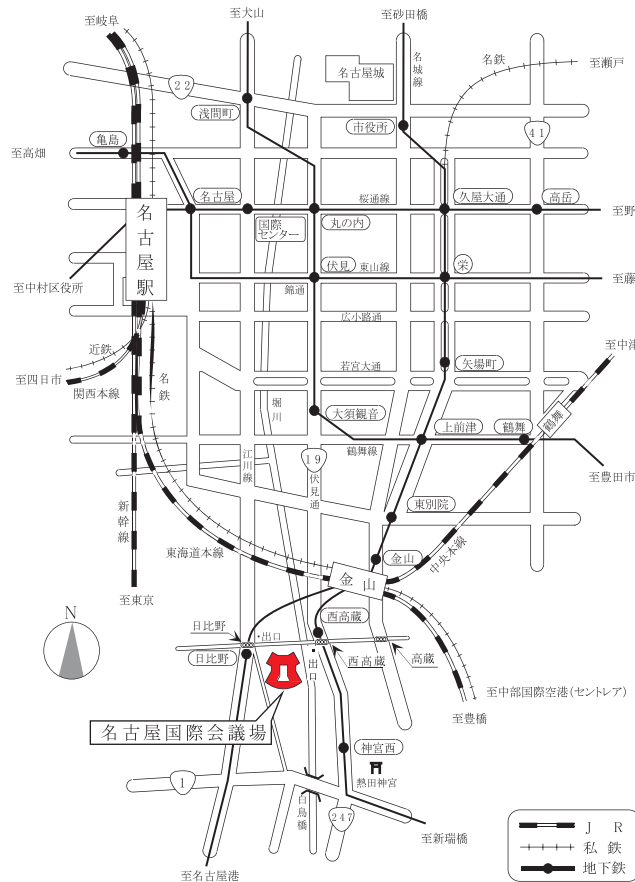 至犬山
至砂田橋
至岐阜
名鉄
至瀬戸
名古屋城
名城線
22
浅間町
市役所
41
亀島
至高畑
名古屋
桜通線
久屋大通
高岳
至野
国際センター
丸の内
名古屋駅
伏見
東山線
栄
至藤
至中村区役所
錦通
広小路通
至中津
近鉄
若宮大通
矢場町
至四日市
関西本線
名鉄
堀川
大須観音
上前津
鶴舞
鶴舞
鶴舞線
江川線
19
伏見通
至豊田市
新幹線
東別院
東海道本線
金山
中央本線
金山
至東京
N
西高蔵
日比野
・出口
日比野
出口
西高蔵
高蔵
至中部国際空港(セントレア)
至豊橋
名古屋国際会議場
神宮西
熱田神宮
1
白鳥橋
247
至新瑞橋
JR
私鉄
地下鉄
至名古屋港